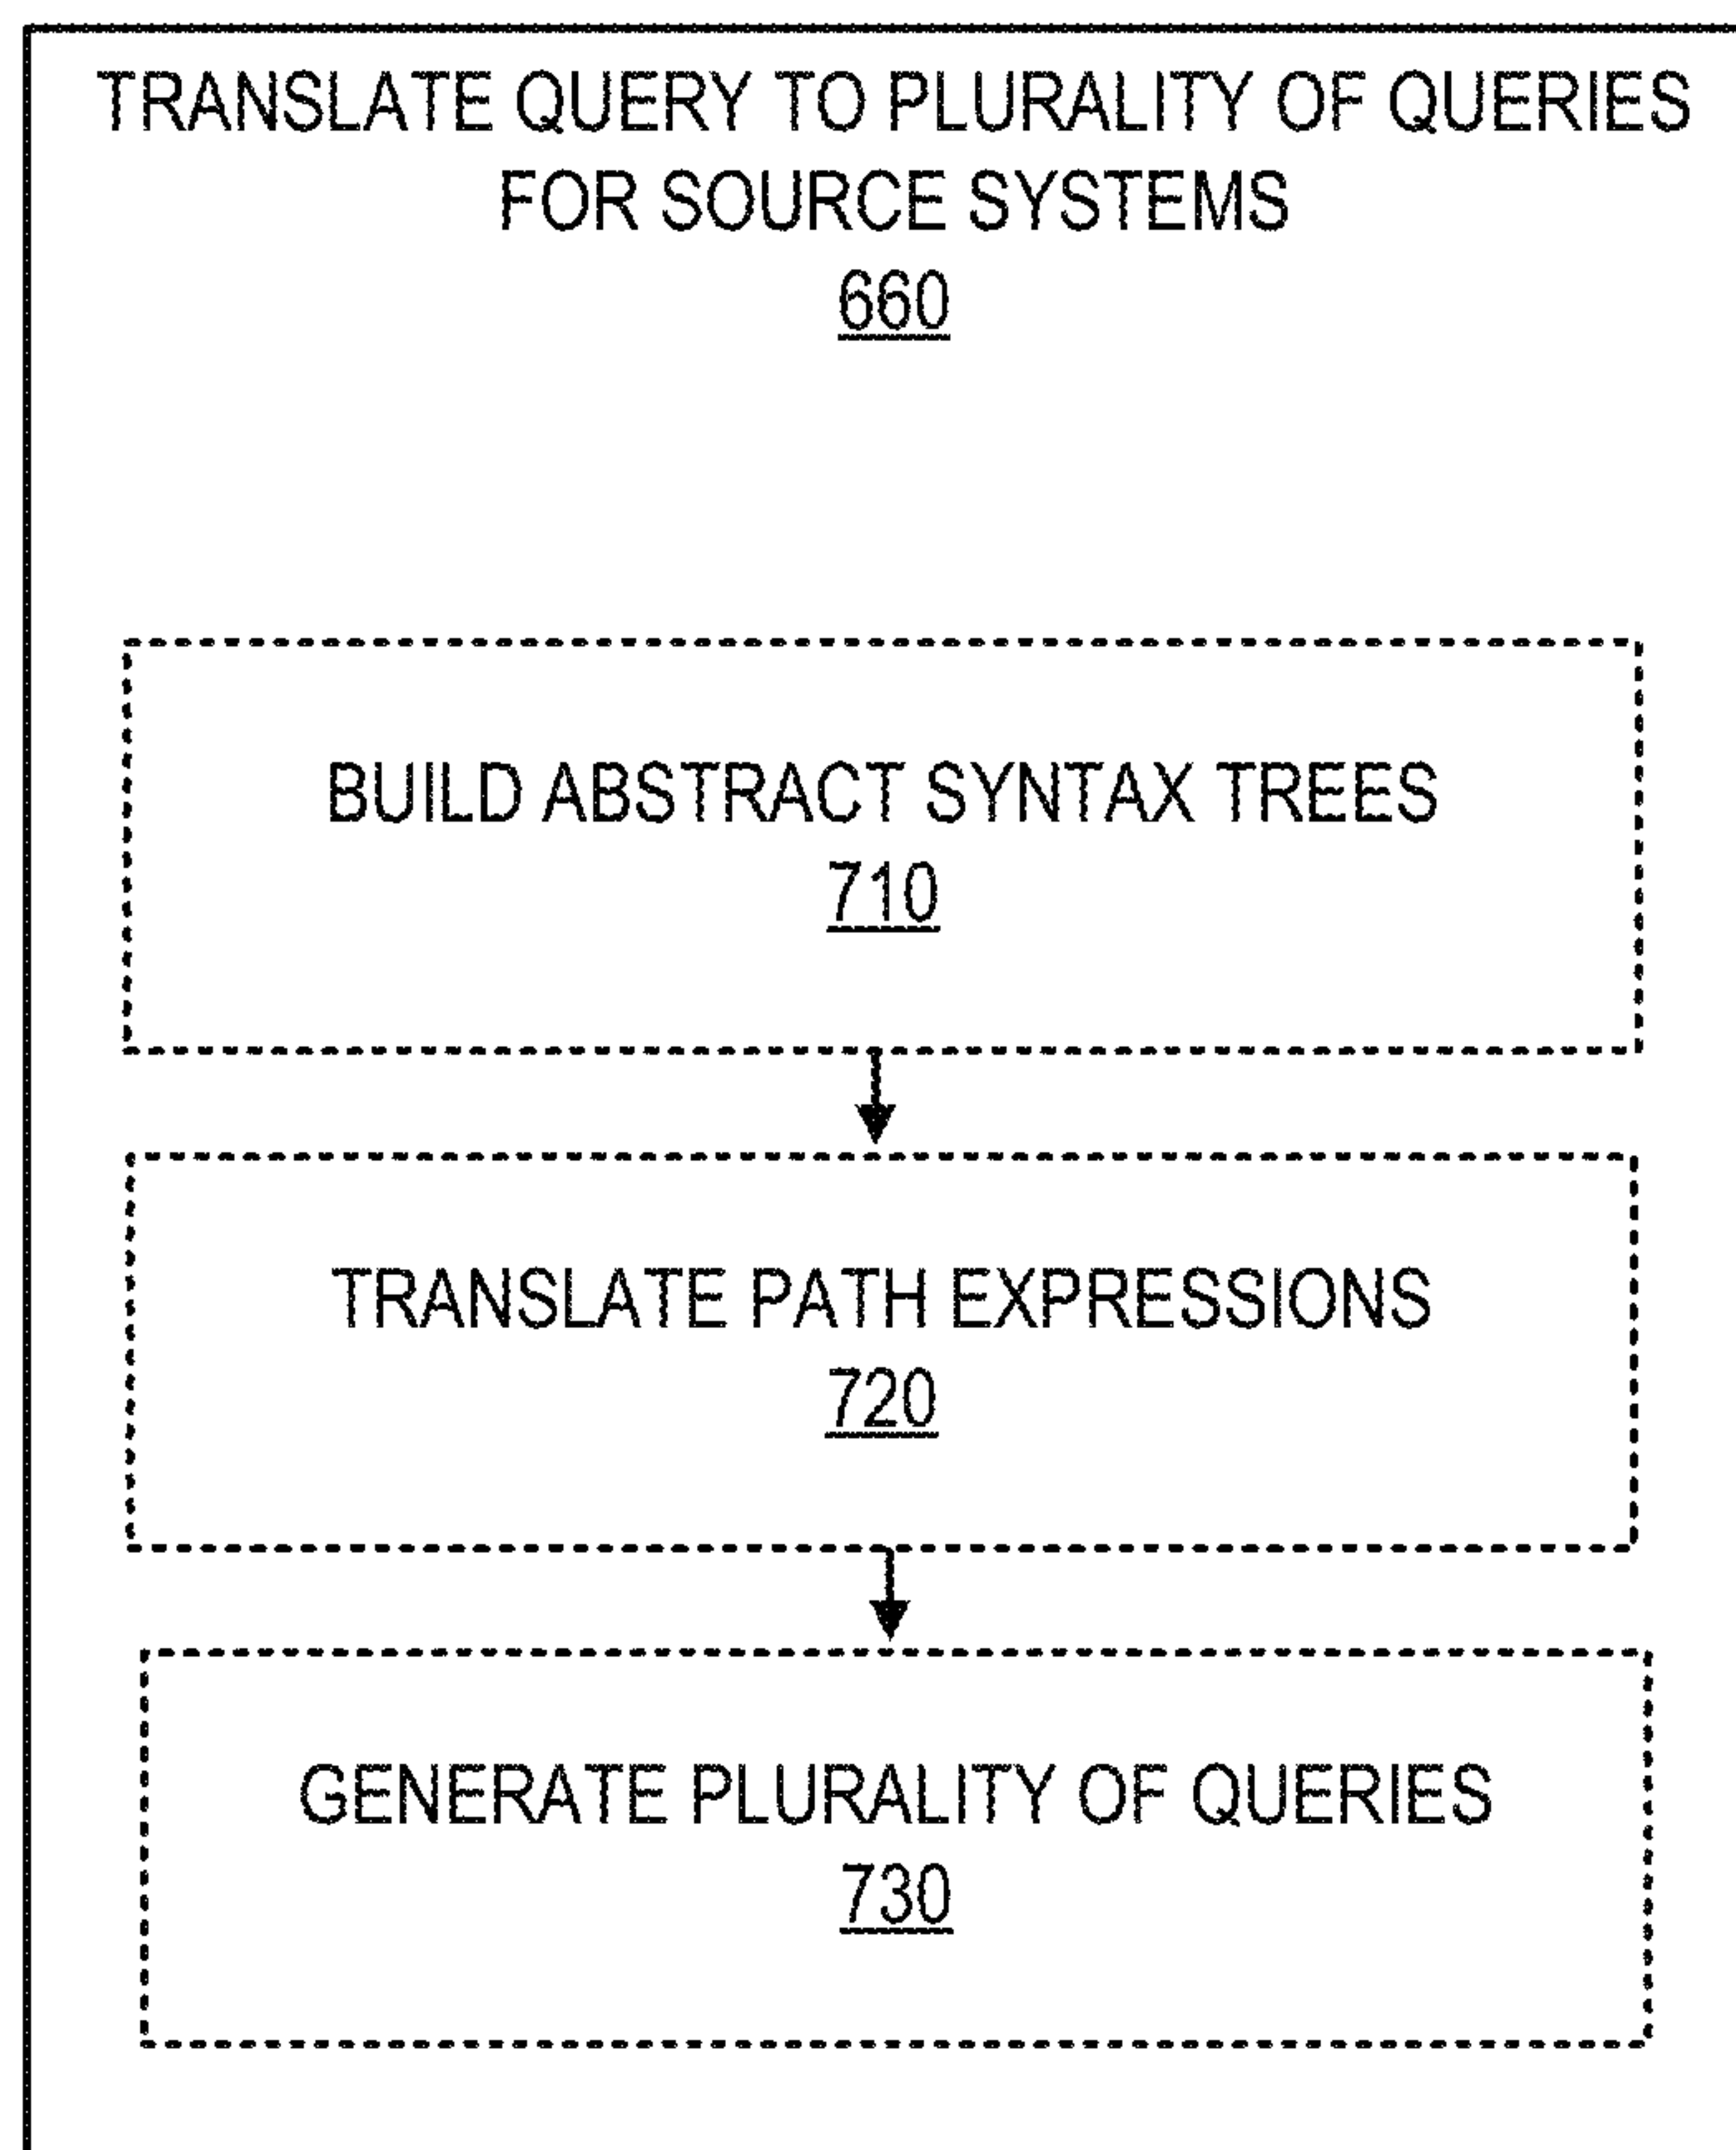 TRANSLATE QUERY TO PLURALITY OF QUERIES
FOR SOURCE SYSTEMS
660
BUILD ABSTRACT SYNTAX TREES
710
TRANSLATE PATH EXPRESSIONS
720
GENERATE PLURALITY OF QUERIES
730